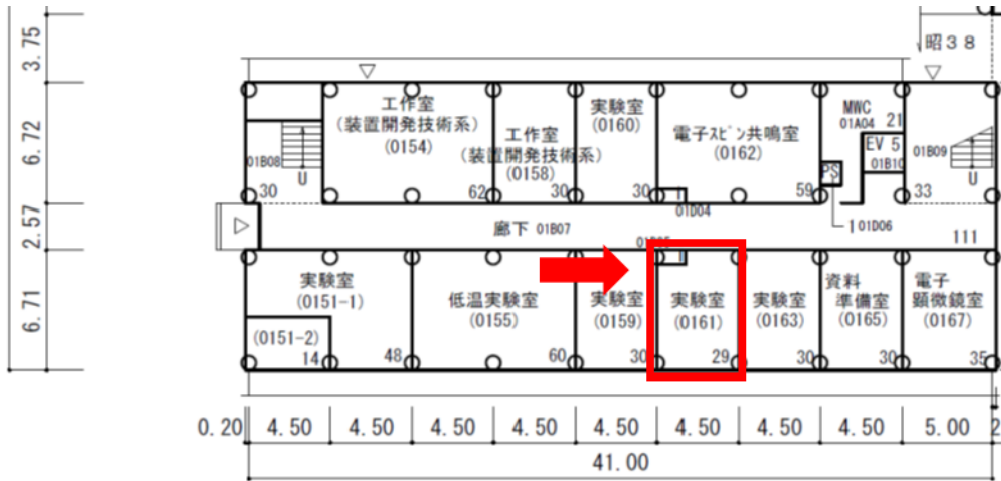 昭38
3.75
6.72
2.57
6.71
工作室
(装置開発技術系)
(0154)
62
工作室
(装置開発技術系)
(0158)
30
実験室
(0160)
30
電子スピン共鳴室
(0162)
59
MWC
01A04
21
EV 5
01B10
PS
01B09
U
33
01B08
U
30
01D04
1 01D06
廊下 01B07
111
実験室
(0151-1)
48
(0151-2)
14
低温実験室
(0155)
60
実験室
(0159)
30
実験室
(0161)
29
実験室
(0163)
30
資料
準備室
(0165)
30
電子
顕微鏡室
(0167)
35
0.20 4.50 4.50 4.50 4.50 4.50 4.50 4.50 4.50 5.00
41.00